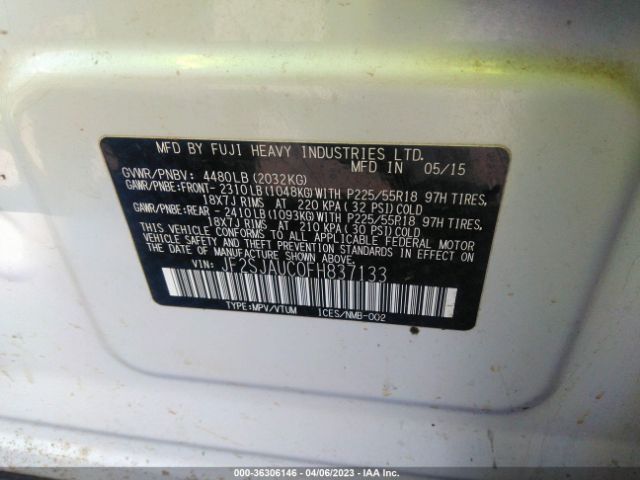 MFD BY FUJI HEAVY INDUSTRIES LTD.
MFD IN 05/15
GVWR/PNBV: 4480LB (2032KG)
GAWR/PNBE:FRONT- 2310LB(1048KG)WITH P225/55R18 97H TIRES,
18X7J RIMS AT 220 KPA(32 PSI)COLD
GAWR/PNBE:REAR - 2410LB(1093KG)WITH P225/55R18 97H TIRES,
18X7J RIMS AT 210 KPA(30 PSI)COLD
THIS VEHICLE CONFORMS TO ALL APPLICABLE FEDERAL MOTOR
VEHICLE SAFETY AND BUMPER STANDARDS IN EFFECT ON
THE DATE OF MANUFACTURE SHOWN ABOVE.
VIN: JF2SJAUC0FH837133
TYPE:MPV/VTUM ICES/NMB-002
000-36306146 - 04/06/2023 - IAA Inc.